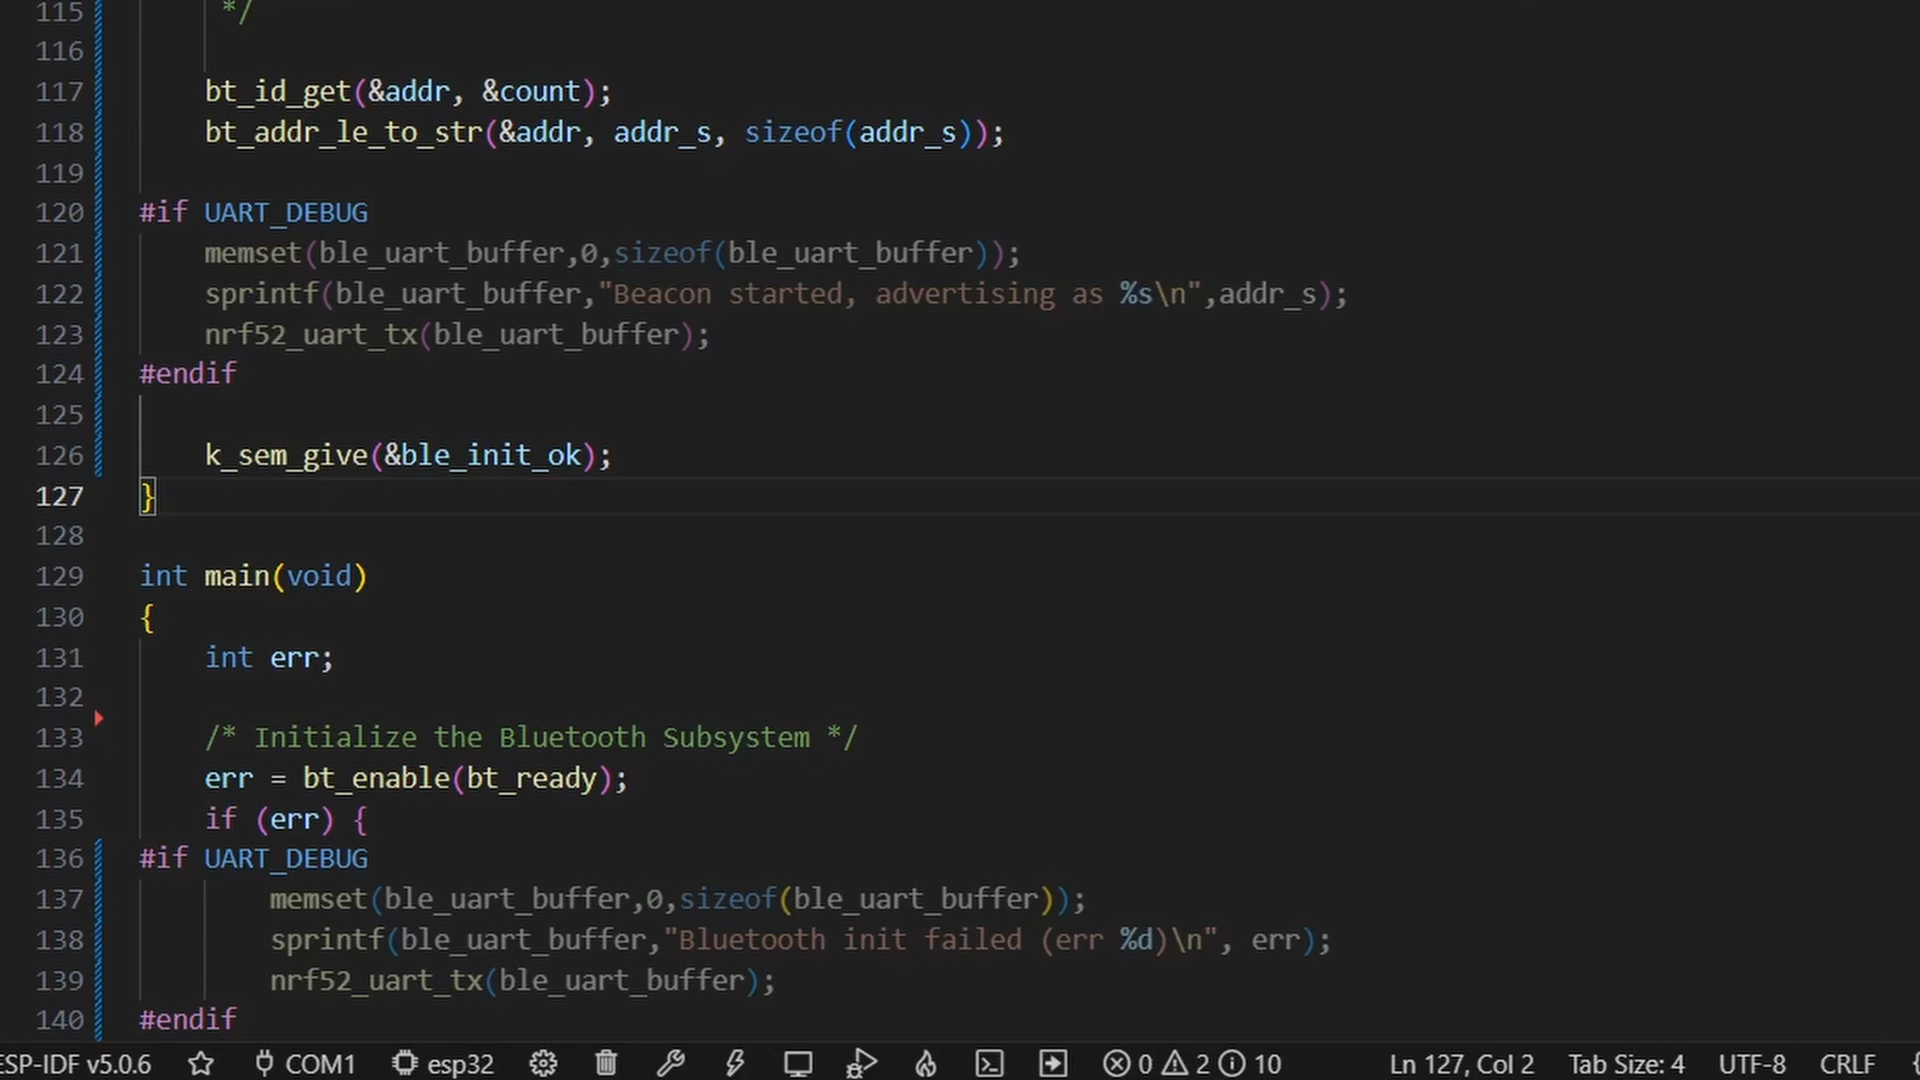 115 */
116
117 bt_id_get(&addr, &count);
118 bt_addr_le_to_str(&addr, addr_s, sizeof(addr_s));
119
120 #if UART_DEBUG
121 memset(ble_uart_buffer,0,sizeof(ble_uart_buffer));
122 sprintf(ble_uart_buffer,"Beacon started, advertising as %s\n",addr_s);
123 nrf52_uart_tx(ble_uart_buffer);
124 #endif
125
126 k_sem_give(&ble_init_ok);
127 }
128
129 int main(void)
130 {
131 int err;
132
133 /* Initialize the Bluetooth Subsystem */
134 err = bt_enable(bt_ready);
135 if (err) {
136 #if UART_DEBUG
137 memset(ble_uart_buffer,0,sizeof(ble_uart_buffer));
138 sprintf(ble_uart_buffer,"Bluetooth init failed (err %d)\n", err);
139 nrf52_uart_tx(ble_uart_buffer);
140 #endif
ESP-IDF v5.0.6 COM1 esp32 0 2 10 Ln 127, Col 2 Tab Size: 4 UTF-8 CRLF {